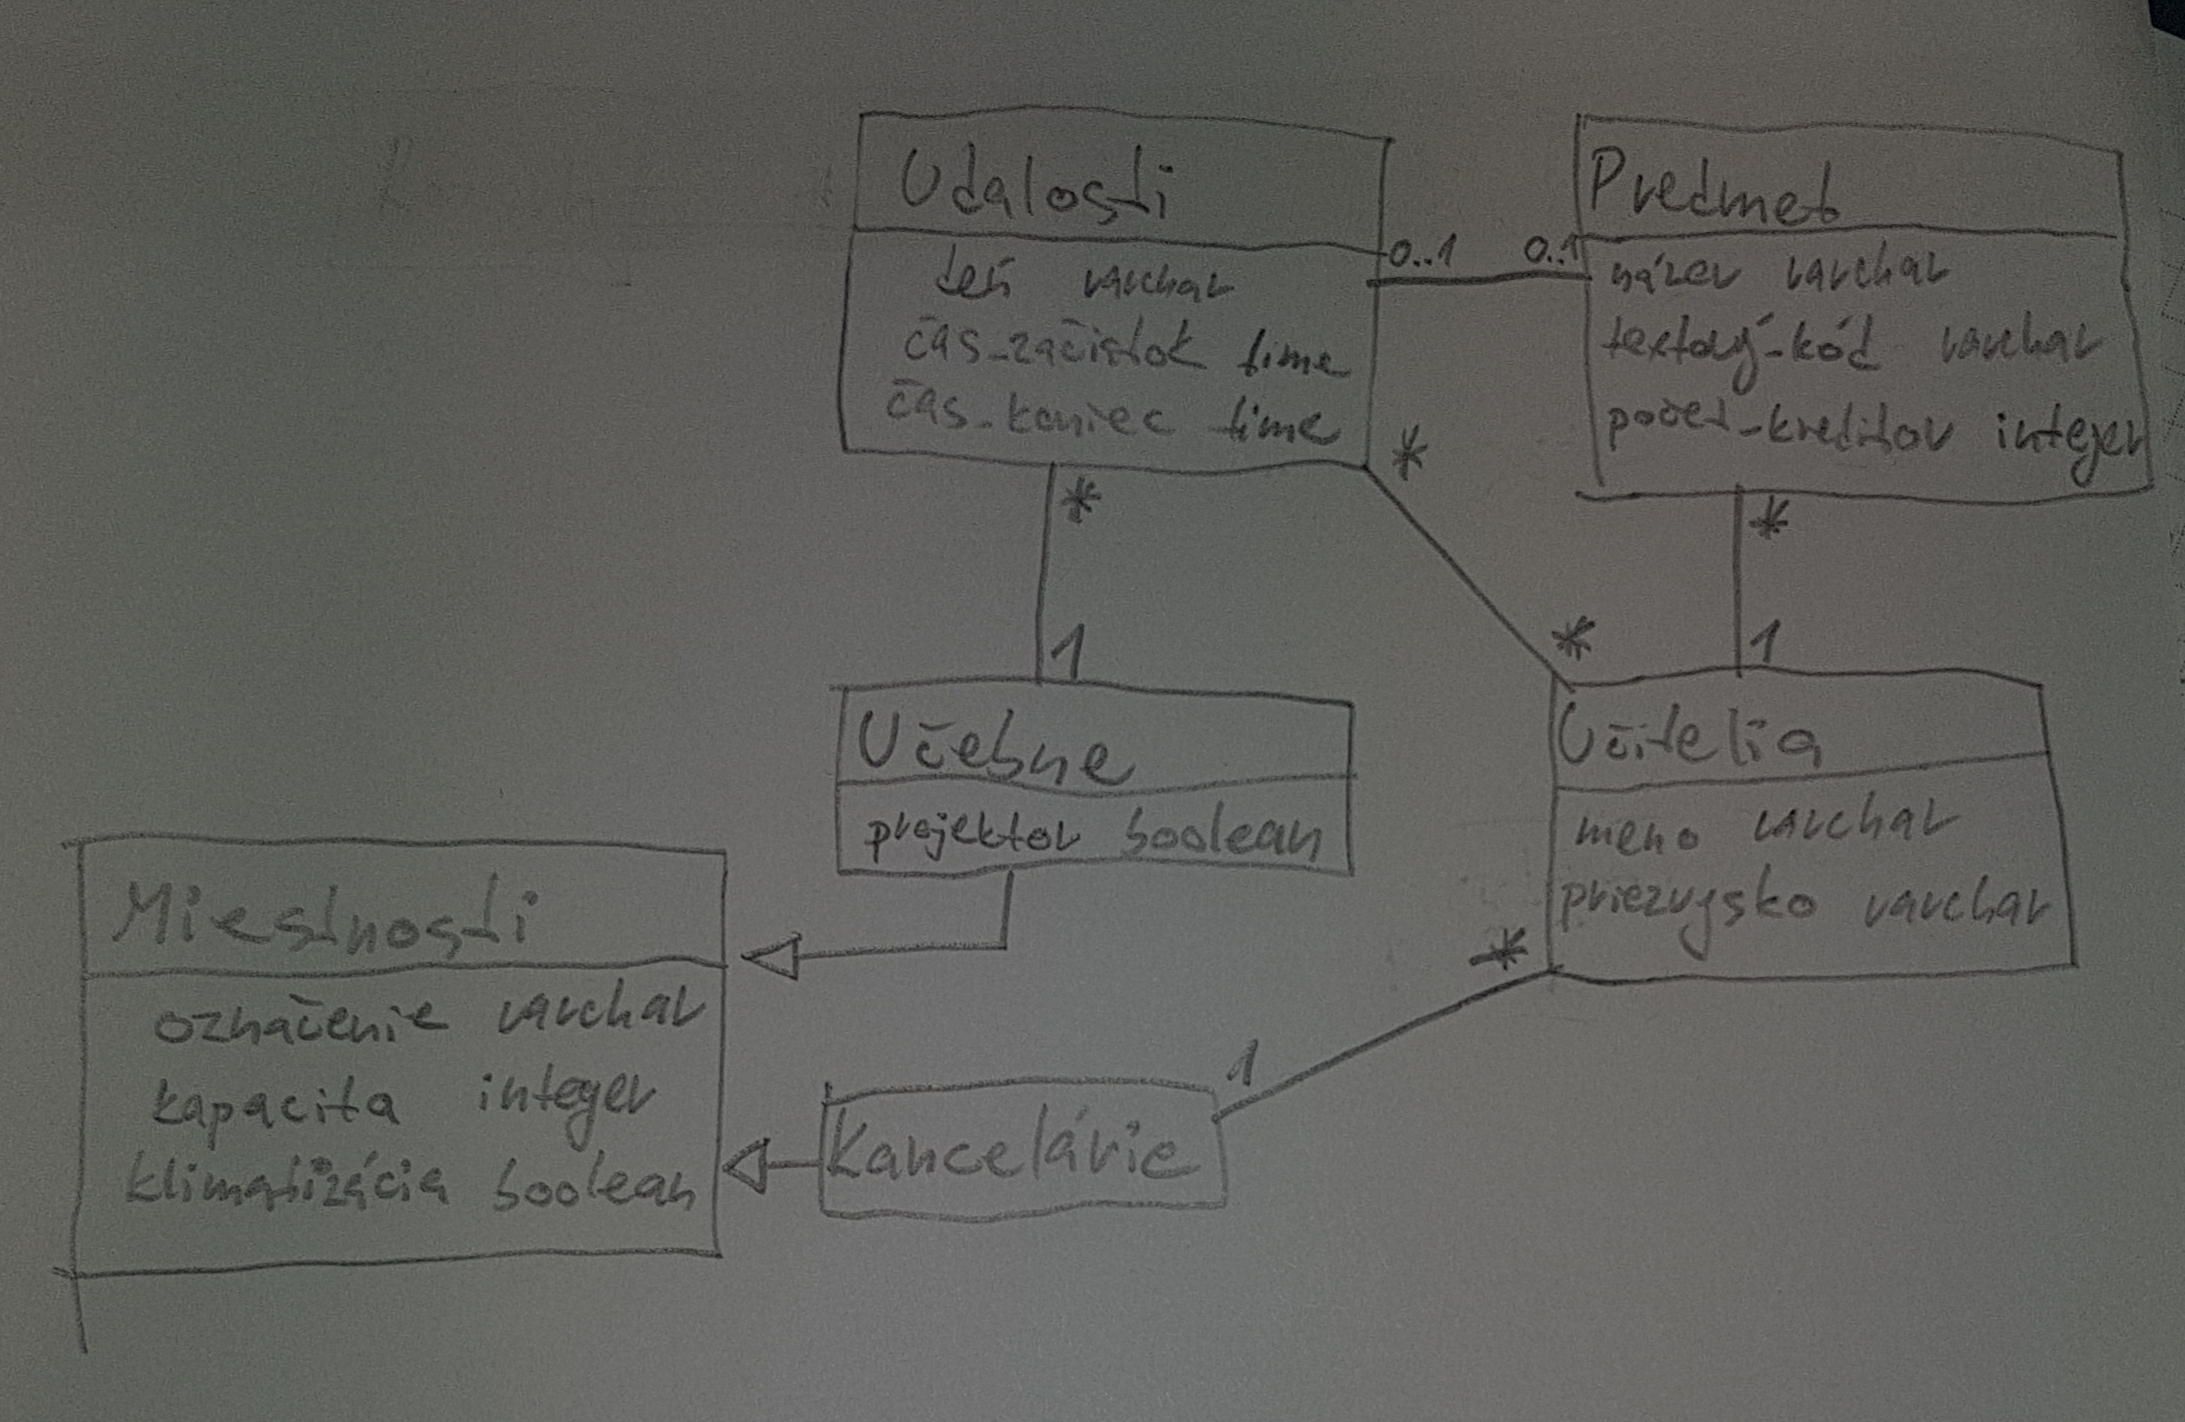 Udalosti
deň varchar
čas_začiatok time
čas_koniec time
0..1
0..1
Predmet
názov varchar
textový_kód varchar
počet_kreditov integer
*
1
*
*
*
1
Učebne
projektor boolean
Učitelia
meno varchar
priezvysko varchar
Miestnosti
označenie varchar
kapacita integer
klimatizácia boolean
Kancelárie
1
*